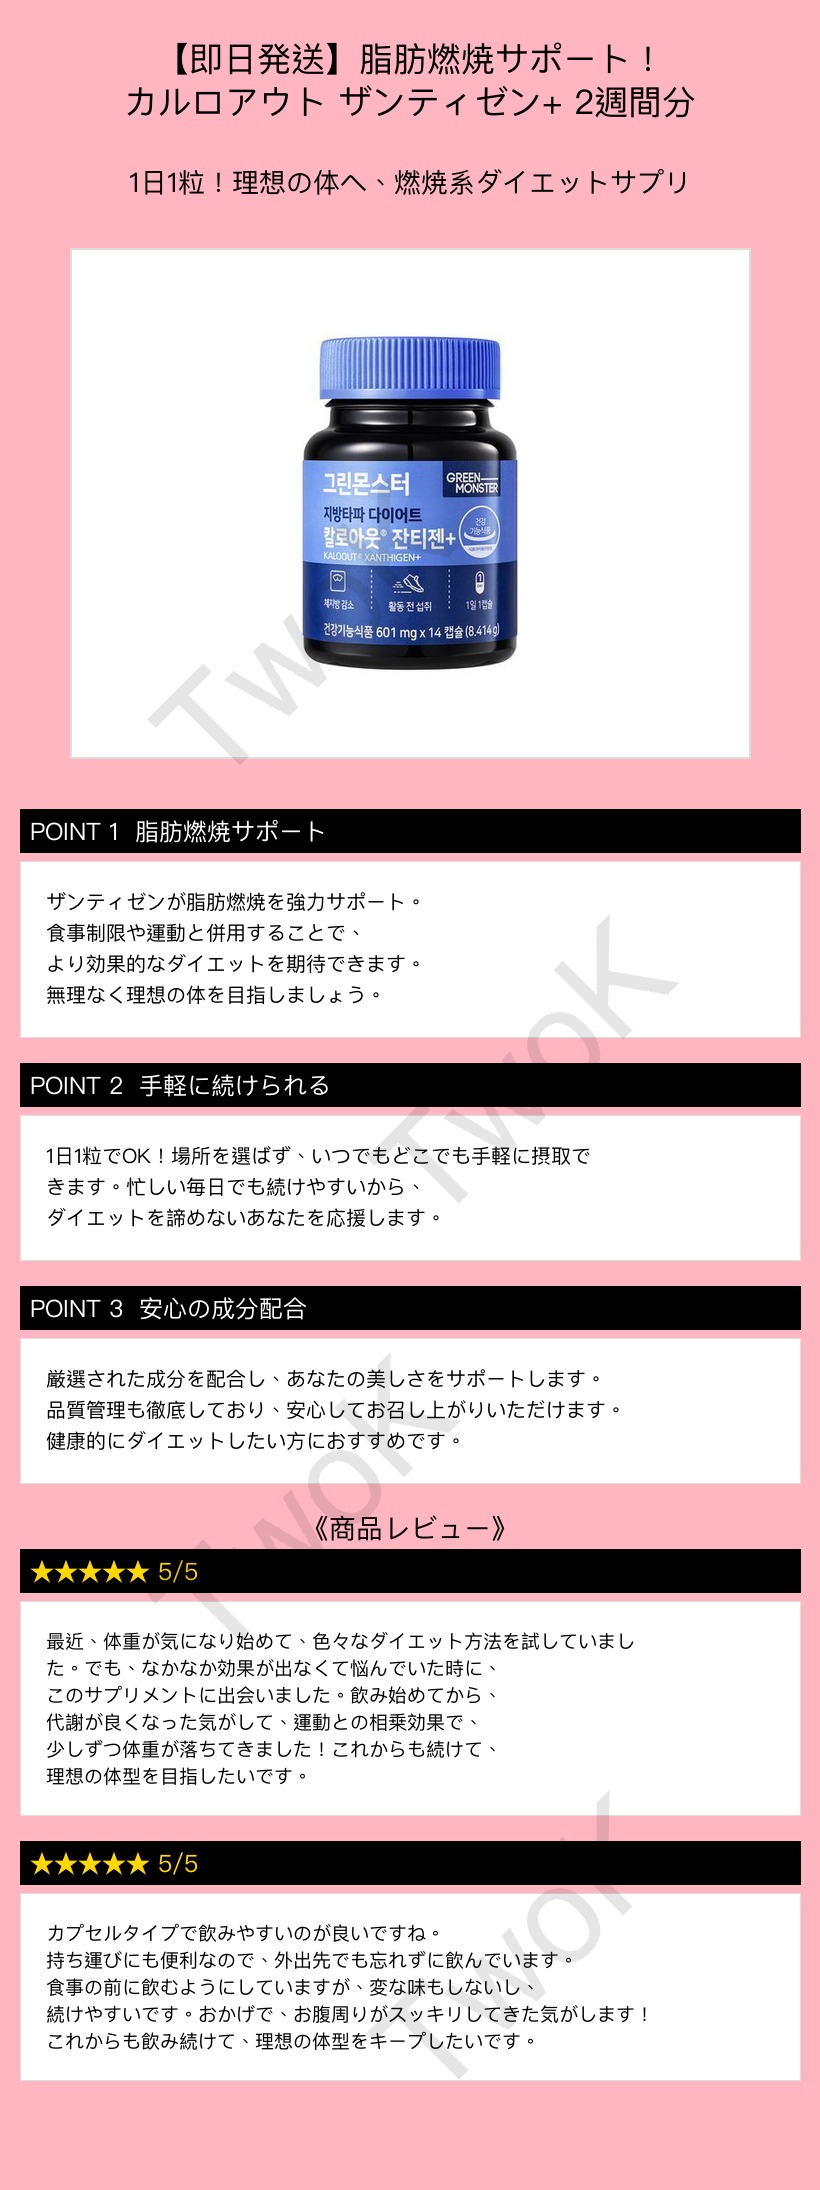 【即日発送】脂肪燃焼サポート！
カルロアウト ザンティゼン+ 2週間分
1日1粒！理想の体へ、燃焼系ダイエットサプリ
그린몬스터
GREEN
MONSTER
지방타파 다이어트
칼로아웃® 잔티젠+
KALOOUT® XANTHIGEN+
건강
기능식품
체지방 감소
활동 전 섭취
1일 1캡슐
건강기능식품 601 mg x 14 캡슐 (8.414 g)
POINT 1 脂肪燃焼サポート
ザンティゼンが脂肪燃焼を強力サポート。
食事制限や運動と併用することで、
より効果的なダイエットを期待できます。
無理なく理想の体を目指しましょう。
POINT 2 手軽に続けられる
1日1粒でOK！場所を選ばず、いつでもどこでも手軽に摂取で
きます。忙しい毎日でも続けやすいから、
ダイエットを諦めないあなたを応援します。
POINT 3 安心の成分配合
厳選された成分を配合し、あなたの美しさをサポートします。
品質管理も徹底しており、安心してお召し上がりいただけます。
健康的にダイエットしたい方におすすめです。
《商品レビュー》
★★★★★ 5/5
最近、体重が気になり始めて、色々なダイエット方法を試していまし
た。でも、なかなか効果が出なくて悩んでいた時に、
このサプリメントに出会いました。飲み始めてから、
代謝が良くなった気がして、運動との相乗効果で、
少しずつ体重が落ちてきました！これからも続けて、
理想の体型を目指したいです。
★★★★★ 5/5
カプセルタイプで飲みやすいのが良いですね。
持ち運びにも便利なので、外出先でも忘れずに飲んでいます。
食事の前に飲むようにしていますが、変な味もしないし、
続けやすいです。おかげで、お腹周りがスッキリしてきた気がします！
これからも飲み続けて、理想の体型をキープしたいです。
TwoK
TwoK
TwoK
TwoK